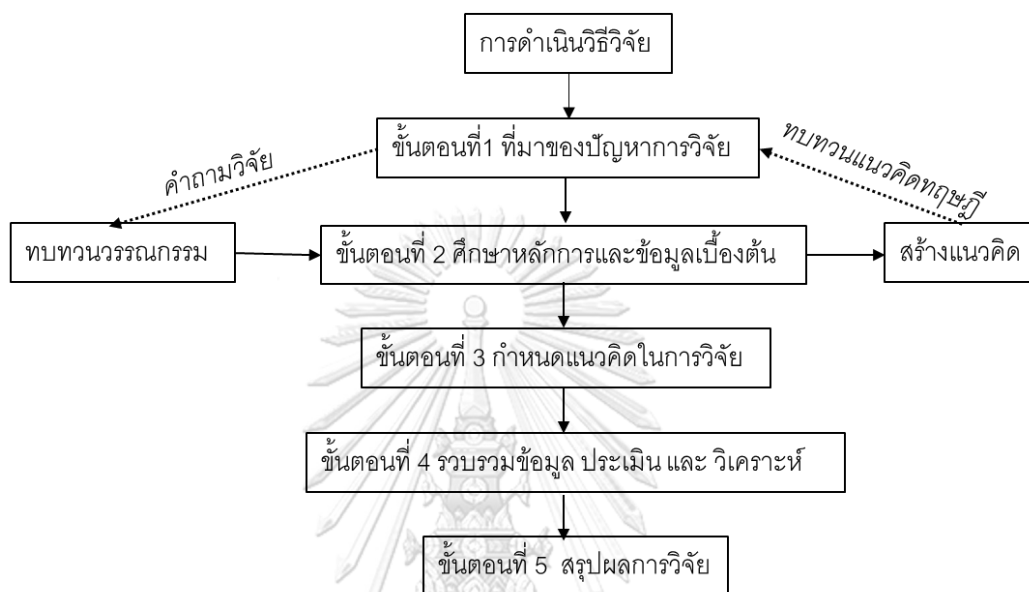 การดำเนินวิธีวิจัย
ขั้นตอนที่1 ที่มาของปัญหาการวิจัย
คำถามวิจัย
ทบทวนแนวคิดทฤษฎี
ทบทวนวรรณกรรม
ขั้นตอนที่ 2 ศึกษาหลักการและข้อมูลเบื้องต้น
สร้างแนวคิด
ขั้นตอนที่ 3 กำหนดแนวคิดในการวิจัย
ขั้นตอนที่ 4 รวบรวมข้อมูล ประเมิน และ วิเคราะห์
ขั้นตอนที่ 5 สรุปผลการวิจัย